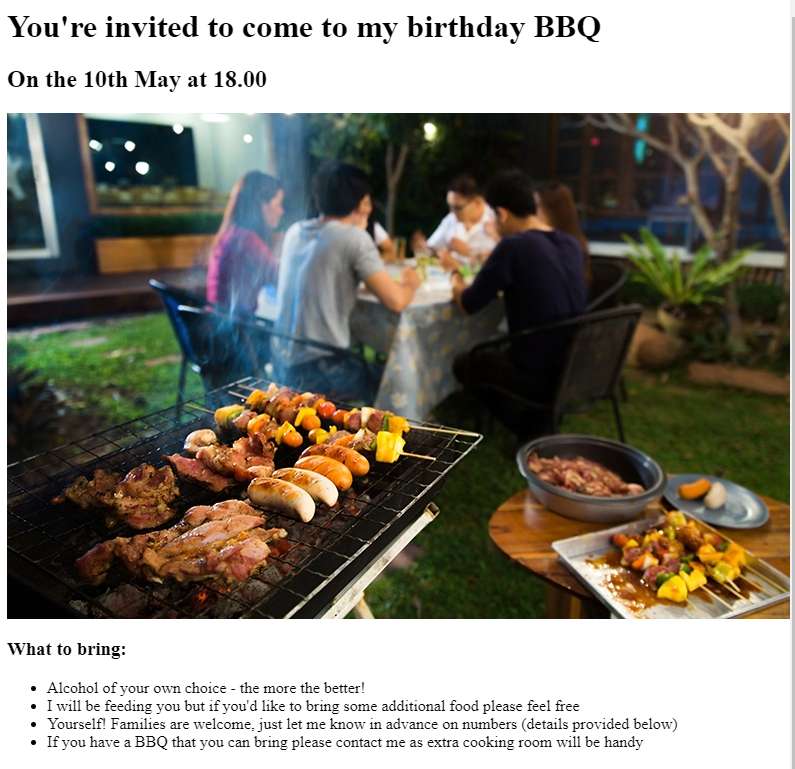 You're invited to come to my birthday BBQ
On the 10th May at 18.00
What to bring:
Alcohol of your own choice - the more the better!
I will be feeding you but if you'd like to bring some additional food please feel free
Yourself! Families are welcome, just let me know in advance on numbers (details provided below)
If you have a BBQ that you can bring please contact me as extra cooking room will be handy